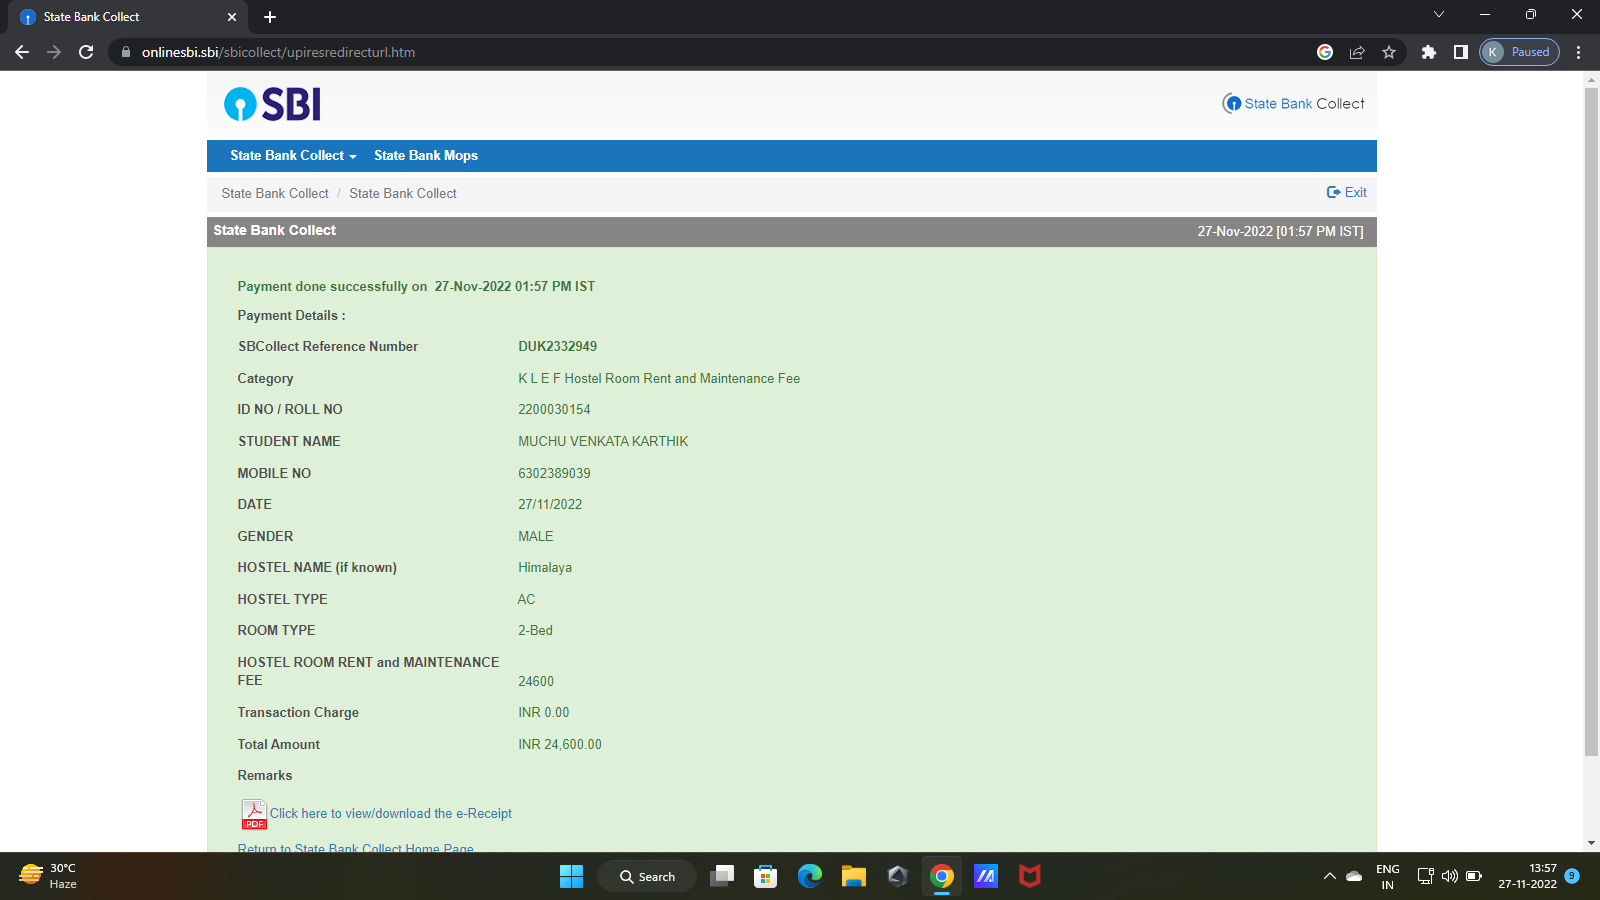 State Bank Collect
onlinesbi.sbi/sbicollect/upiresredirecturl.htm
K Paused
SBI
State Bank Collect
State Bank Collect State Bank Mops
State Bank Collect / State Bank Collect
Exit
State Bank Collect
27-Nov-2022 [01:57 PM IST]
Payment done successfully on 27-Nov-2022 01:57 PM IST
Payment Details :
SBCollect Reference Number DUK2332949
Category K L E F Hostel Room Rent and Maintenance Fee
ID NO / ROLL NO 2200030154
STUDENT NAME MUCHU VENKATA KARTHIK
MOBILE NO 6302389039
DATE 27/11/2022
GENDER MALE
HOSTEL NAME (if known) Himalaya
HOSTEL TYPE AC
ROOM TYPE 2-Bed
HOSTEL ROOM RENT and MAINTENANCE
FEE 24600
Transaction Charge INR 0.00
Total Amount INR 24,600.00
Remarks
PDF Click here to view/download the e-Receipt
Return to State Bank Collect Home Page
30°C
Haze
Search
ENG
IN
13:57
27-11-2022
9